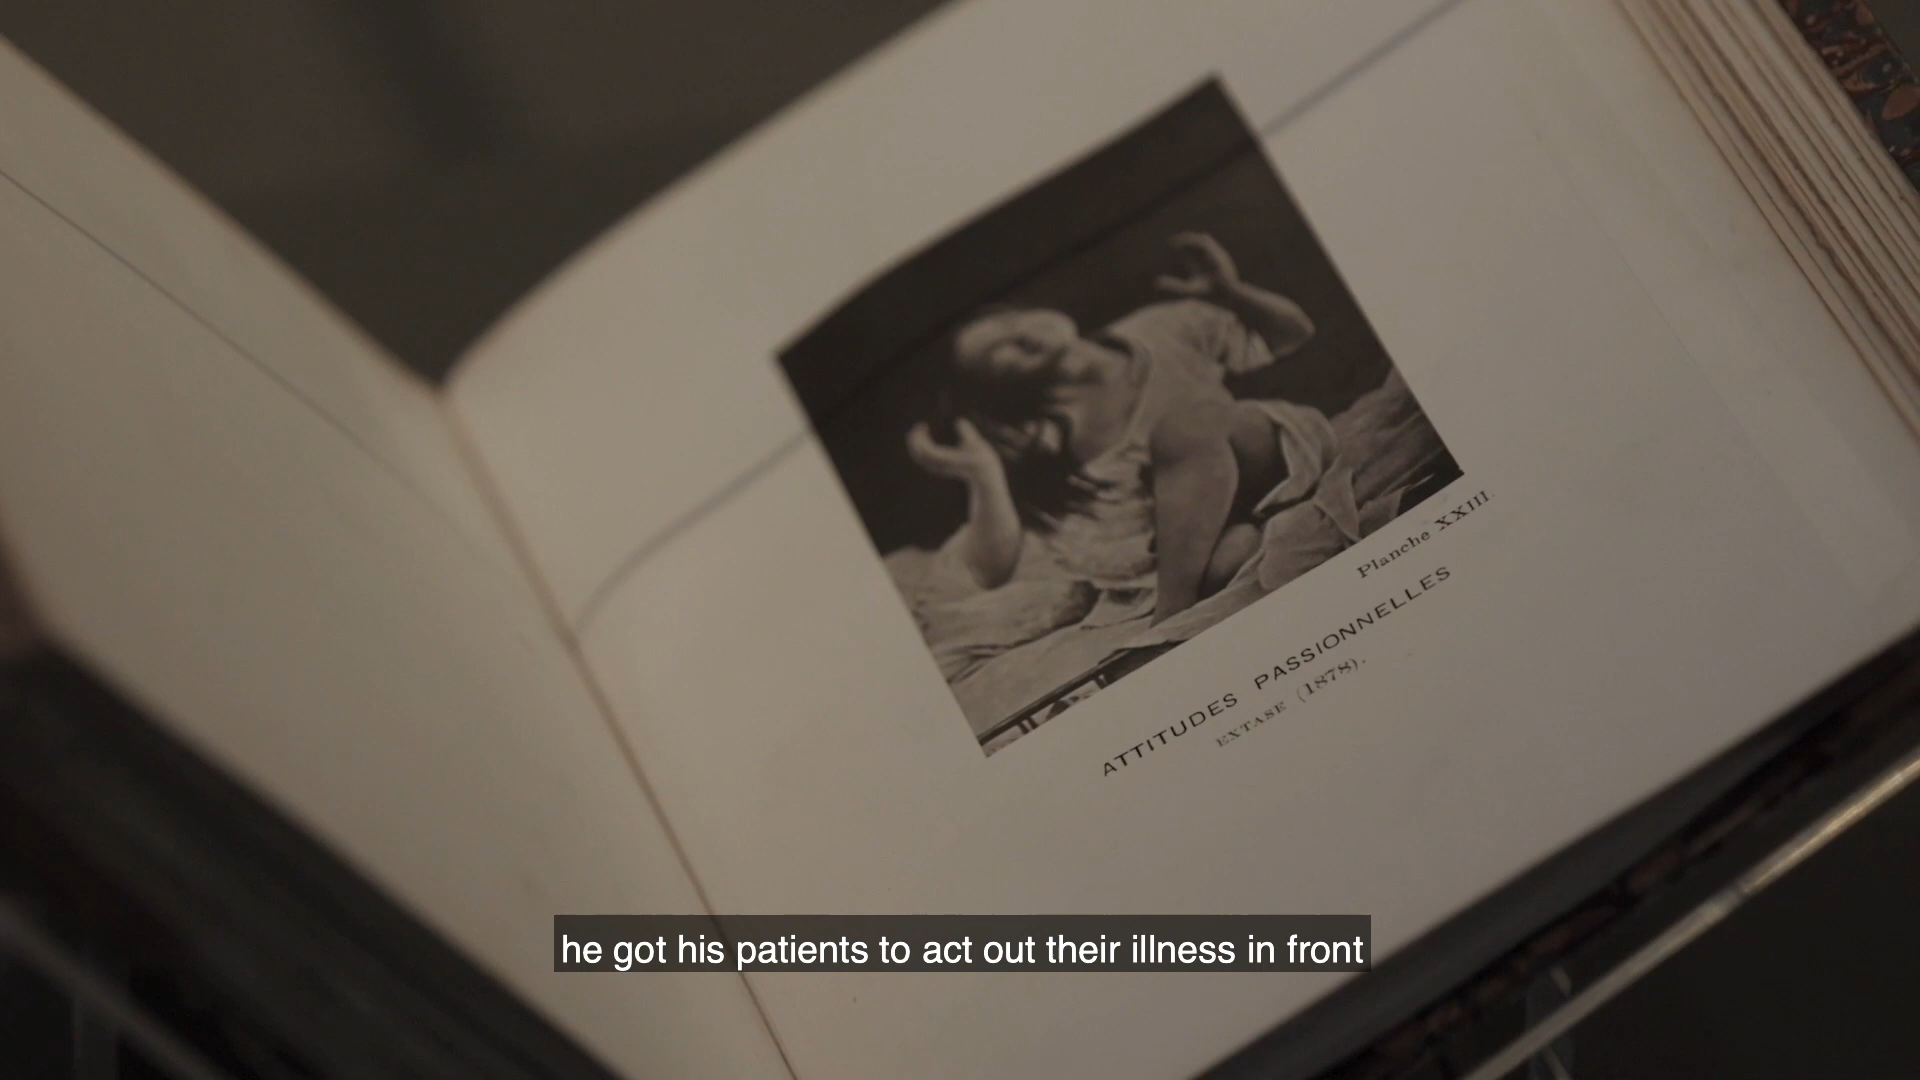 Planche XXIII.
ATTITUDES PASSIONNELLES
EXTASE (1878).
he got his patients to act out their illness in front